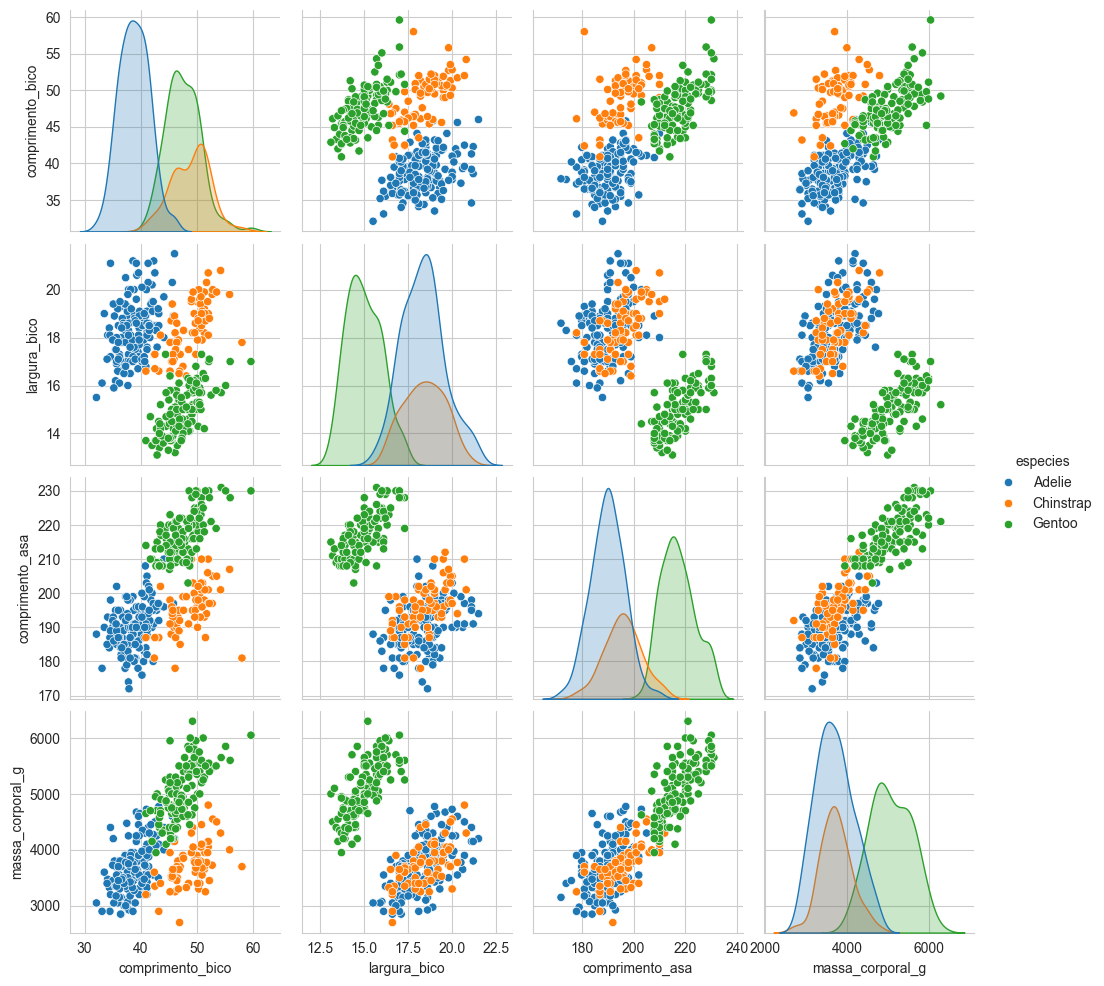 60
55
50
45
40
35
comprimento_bico
20
18
16
14
largura_bico
230
220
210
200
190
180
170
comprimento_asa
especies
Adelie
Chinstrap
Gentoo
6000
5000
4000
3000
massa_corporal_g
30 40 50 60
12.5 15.0 17.5 20.0 22.5
180 200 220 240
2000 4000 6000
comprimento_bico largura_bico comprimento_asa massa_corporal_g